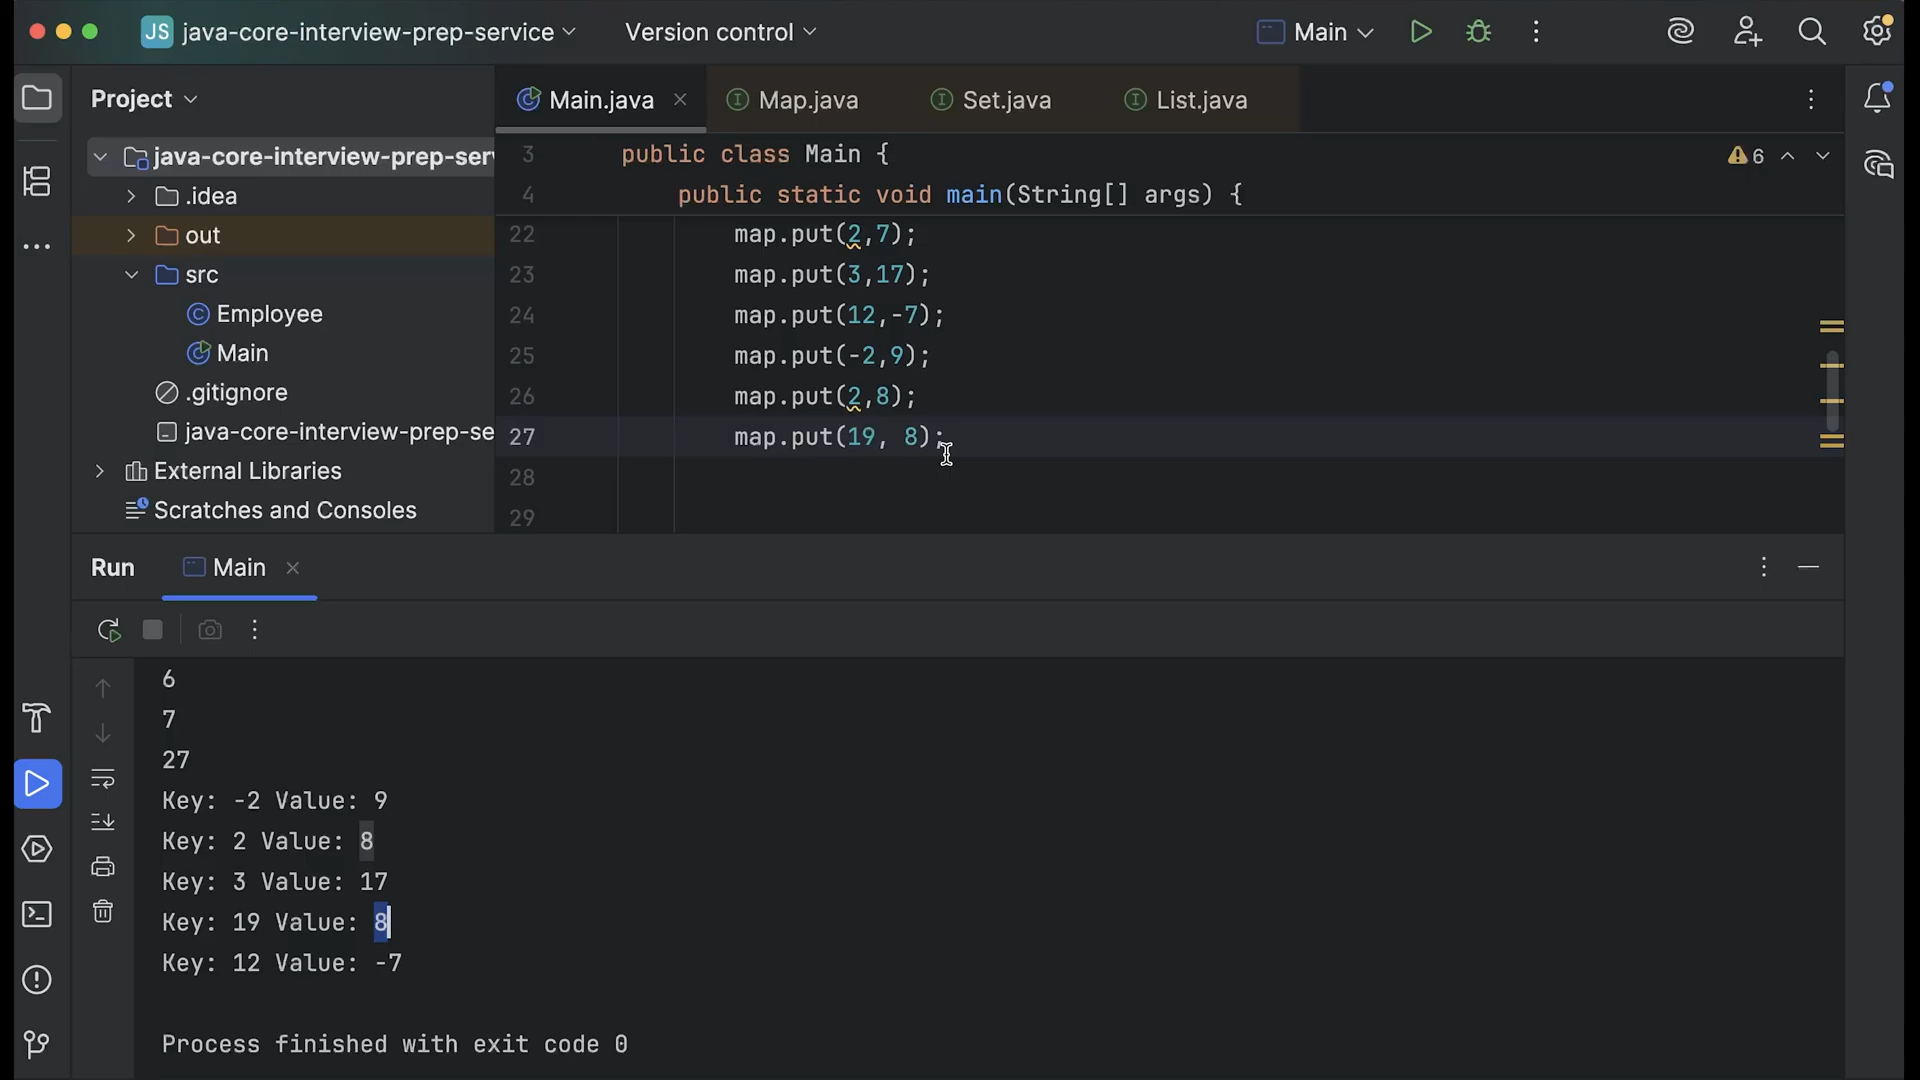 JS java-core-interview-prep-service Version control Main
Project
Main.java Map.java Set.java List.java
java-core-interview-prep-ser
.idea
out
src
Employee
Main
.gitignore
java-core-interview-prep-se
External Libraries
Scratches and Consoles
3 public class Main {
6
4 public static void main(String[] args) {
22 map.put(2,7);
23 map.put(3,17);
24 map.put(12,-7);
25 map.put(-2,9);
26 map.put(2,8);
27 map.put(19, 8);
28
29
Run Main
6
7
27
Key: -2 Value: 9
Key: 2 Value: 8
Key: 3 Value: 17
Key: 19 Value: 8
Key: 12 Value: -7
Process finished with exit code 0